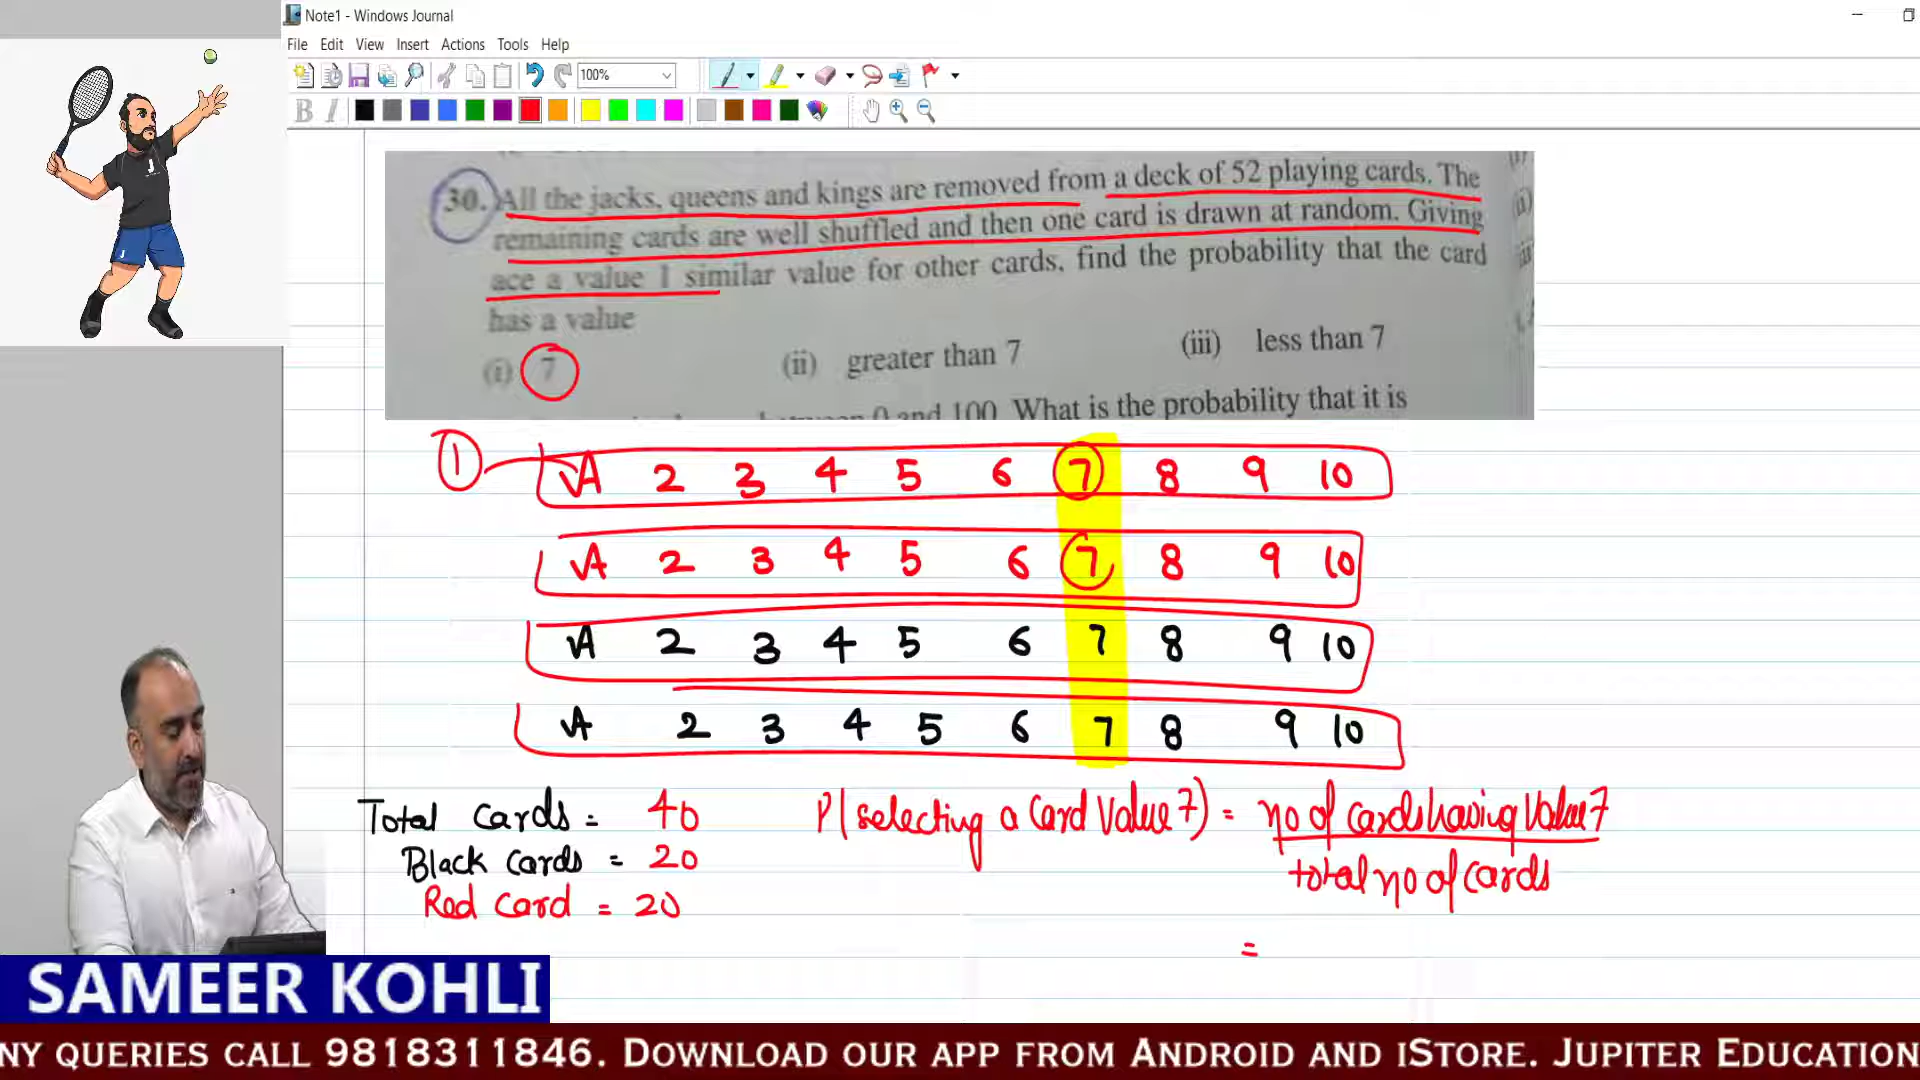 Note1 - Windows Journal
File Edit View Insert Actions Tools Help
100%
B I
30. All the jacks, queens and kings are removed from a deck of 52 playing cards. The
remaining cards are well shuffled and then one card is drawn at random. Giving
ace a value 1 similar value for other cards, find the probability that the card
has a value
(i) 7 (ii) greater than 7 (iii) less than 7
0 and 100. What is the probability that it is
1 A 2 3 4 5 6 7 8 9 10
A 2 3 4 5 6 7 8 9 10
A 2 3 4 5 6 7 8 9 10
A 2 3 4 5 6 7 8 9 10
Total cards = 40
Black cards = 20
Red card = 20
P(selecting a card value 7) = no of cards having value 7
total no of cards
=
SAMEER KOHLI
NY QUERIES CALL 9818311846. DOWNLOAD OUR APP FROM ANDROID AND ISTORE. JUPITER EDUCATION